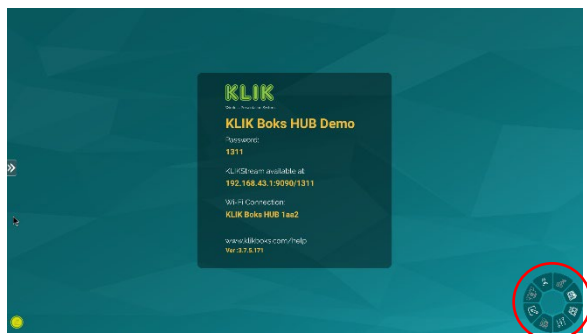 KLIK
KLIK Boks HUB Demo
Password:
1311
KLIKStream available at:
192.168.43.1:9090/1311
Wi-Fi Connection:
KLIK Boks HUB 1aa2
www.klikboks.com/help
Ver :3.7.5.171